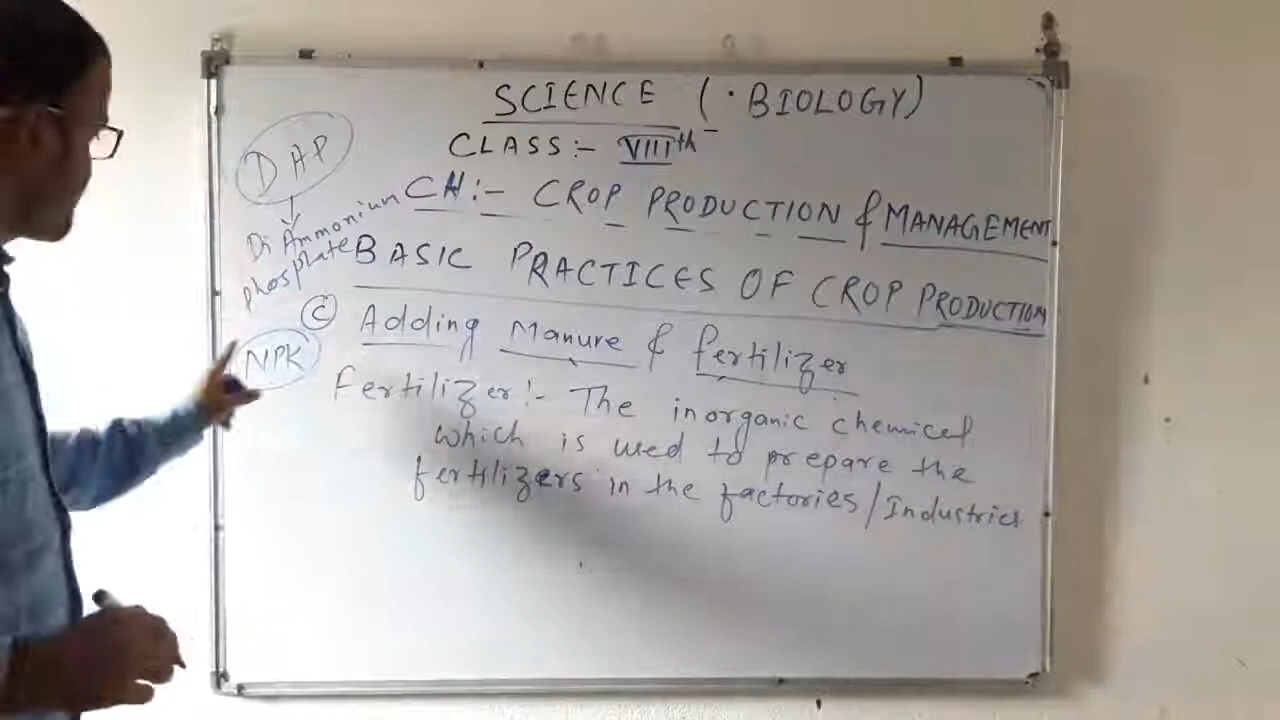 SCIENCE (· BIOLOGY)
CLASS :- VIIIth
CH :- CROP PRODUCTION & MANAGEMENT
BASIC PRACTICES OF CROP PRODUCTION
(C) Adding Manure & fertilizer
Fertilizer :- The inorganic chemical
which is used to prepare the
fertilizers in the factories/Industries
DAP
Di Ammonium
phosphate
NPK